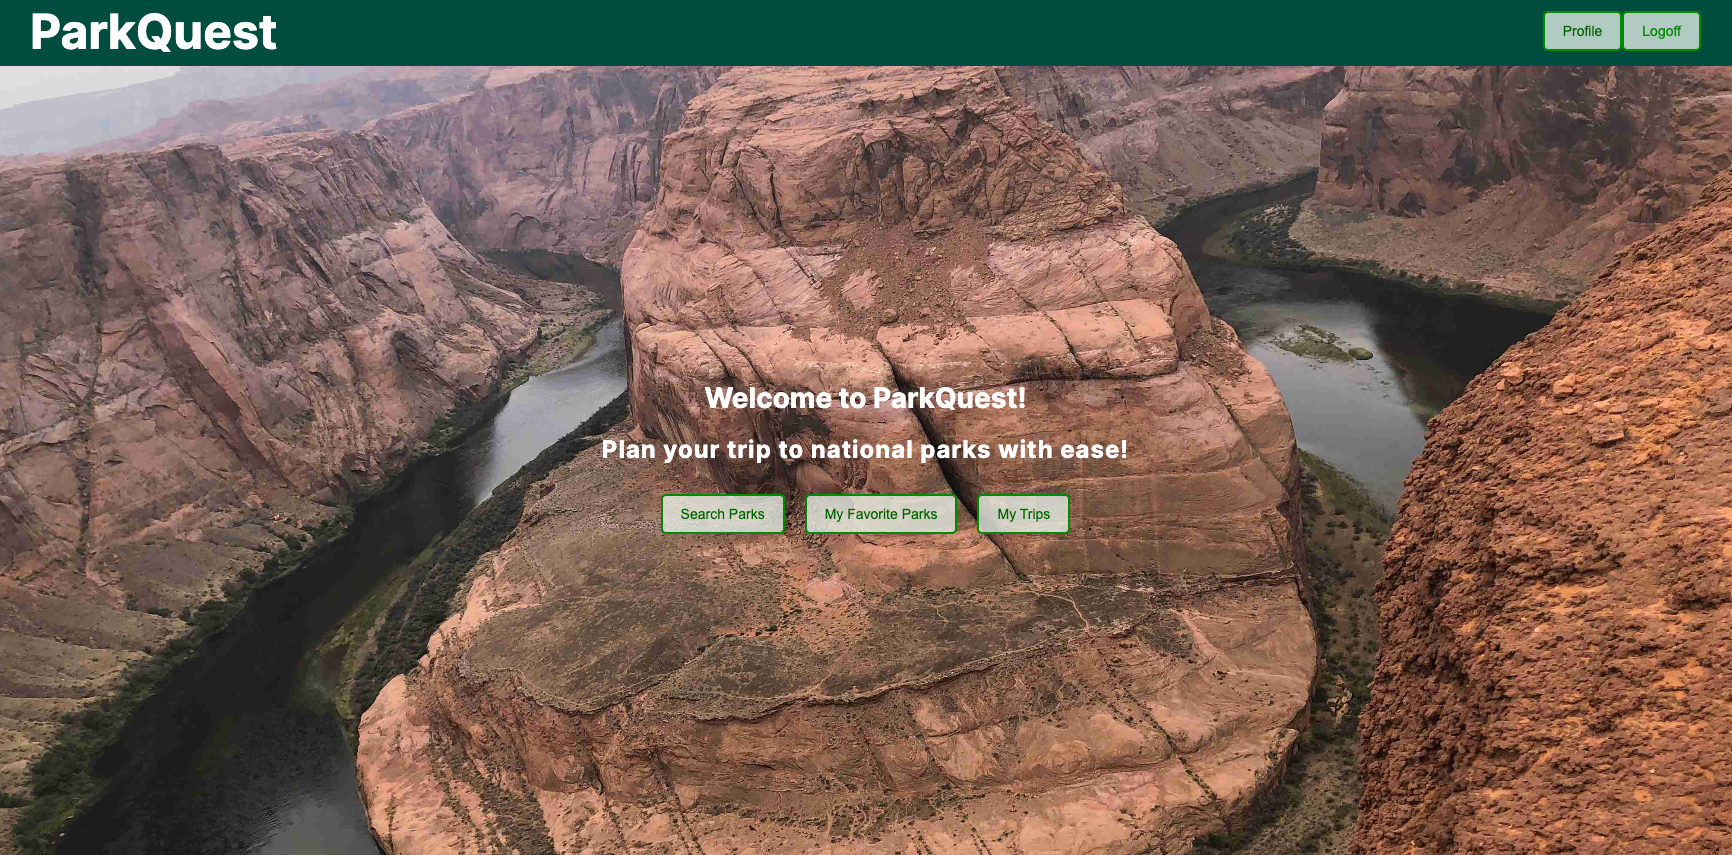 ParkQuest
Profile
Logoff
Welcome to ParkQuest!
Plan your trip to national parks with ease!
Search Parks
My Favorite Parks
My Trips